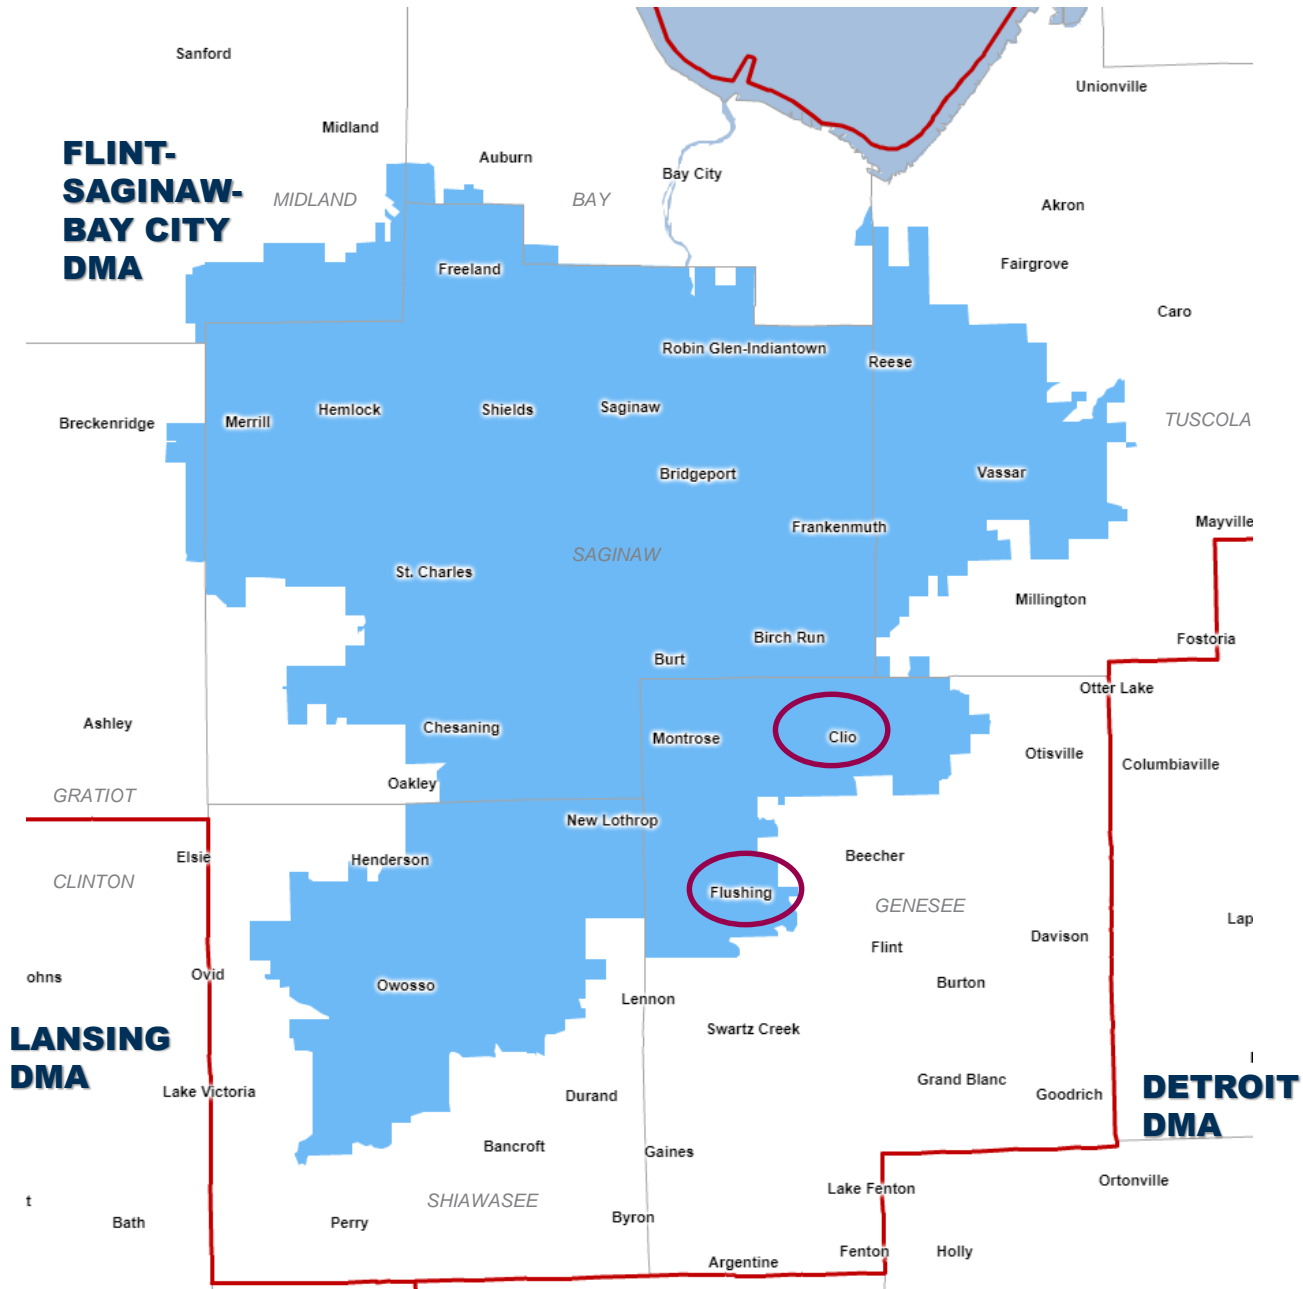 Sanford
Unionville
Midland
FLINT-
SAGINAW-
BAY CITY
DMA
Auburn
Bay City
MIDLAND
BAY
Akron
Freeland
Fairgrove
Caro
Robin Glen-Indiantown
Reese
Breckenridge
Merrill
Hemlock
Shields
Saginaw
TUSCOLA
Bridgeport
Vassar
Frankenmuth
Mayville
SAGINAW
St. Charles
Millington
Birch Run
Fostoria
Burt
Otter Lake
Ashley
Chesaning
Montrose
Clio
Otisville
Columbiaville
Oakley
GRATIOT
New Lothrop
Elsie
Henderson
Beecher
CLINTON
Flushing
GENESEE
Lap
Flint
Davison
ohns
Ovid
Owosso
Burton
Lennon
Swartz Creek
LANSING
DMA
Lake Victoria
Durand
Grand Blanc
Goodrich
DETROIT
DMA
Bancroft
Gaines
Ortonville
Lake Fenton
t
SHIAWASEE
Bath
Perry
Byron
Fenton
Holly
Argentine